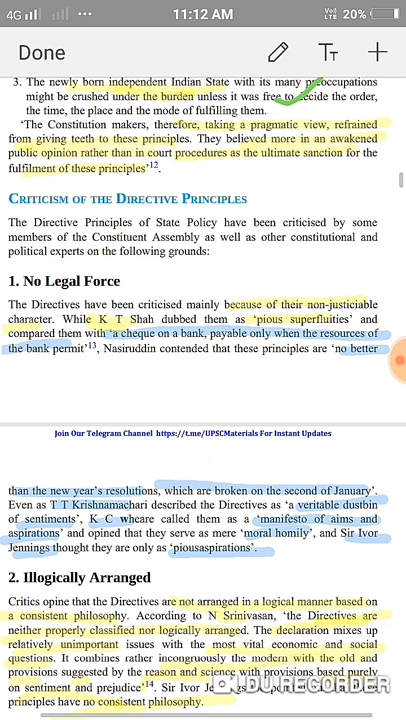 4G
11:12 AM
VoD
LTE
20%
Done
TT
3. The newly born independent Indian State with its many preoccupations
might be crushed under the burden unless it was free to decide the order,
the time, the place and the mode of fulfilling them.
‘The Constitution makers, therefore, taking a pragmatic view, refrained
from giving teeth to these principles. They believed more in an awakened
public opinion rather than in court procedures as the ultimate sanction for the
fulfilment of these principles’12.
CRITICISM OF THE DIRECTIVE PRINCIPLES
The Directive Principles of State Policy have been criticised by some
members of the Constituent Assembly as well as other constitutional and
political experts on the following grounds:
1. No Legal Force
The Directives have been criticised mainly because of their non-justiciable
character. While K T Shah dubbed them as ‘pious superfluities’ and
compared them with ‘a cheque on a bank, payable only when the resources of
the bank permit’13, Nasiruddin contended that these principles are ‘no better
Join Our Telegram Channel https://t.me/UPSCMaterials For Instant Updates
than the new year’s resolutions, which are broken on the second of January’.
Even as T T Krishnamachari described the Directives as ‘a veritable dustbin
of sentiments’, K C wheare called them as a ‘manifesto of aims and
aspirations’ and opined that they serve as mere ‘moral homily’, and Sir Ivor
Jennings thought they are only as ‘piousaspirations’.
2. Illogically Arranged
Critics opine that the Directives are not arranged in a logical manner based on
a consistent philosophy. According to N Srinivasan, ‘the Directives are
neither properly classified nor logically arranged. The declaration mixes up
relatively unimportant issues with the most vital economic and social
questions. It combines rather incongruously the modern with the old and
provisions suggested by the reason and science with provisions based purely
on sentiment and prejudice’14. Sir Ivor Jennings
DU RECORDER
principles have no consistent philosophy.